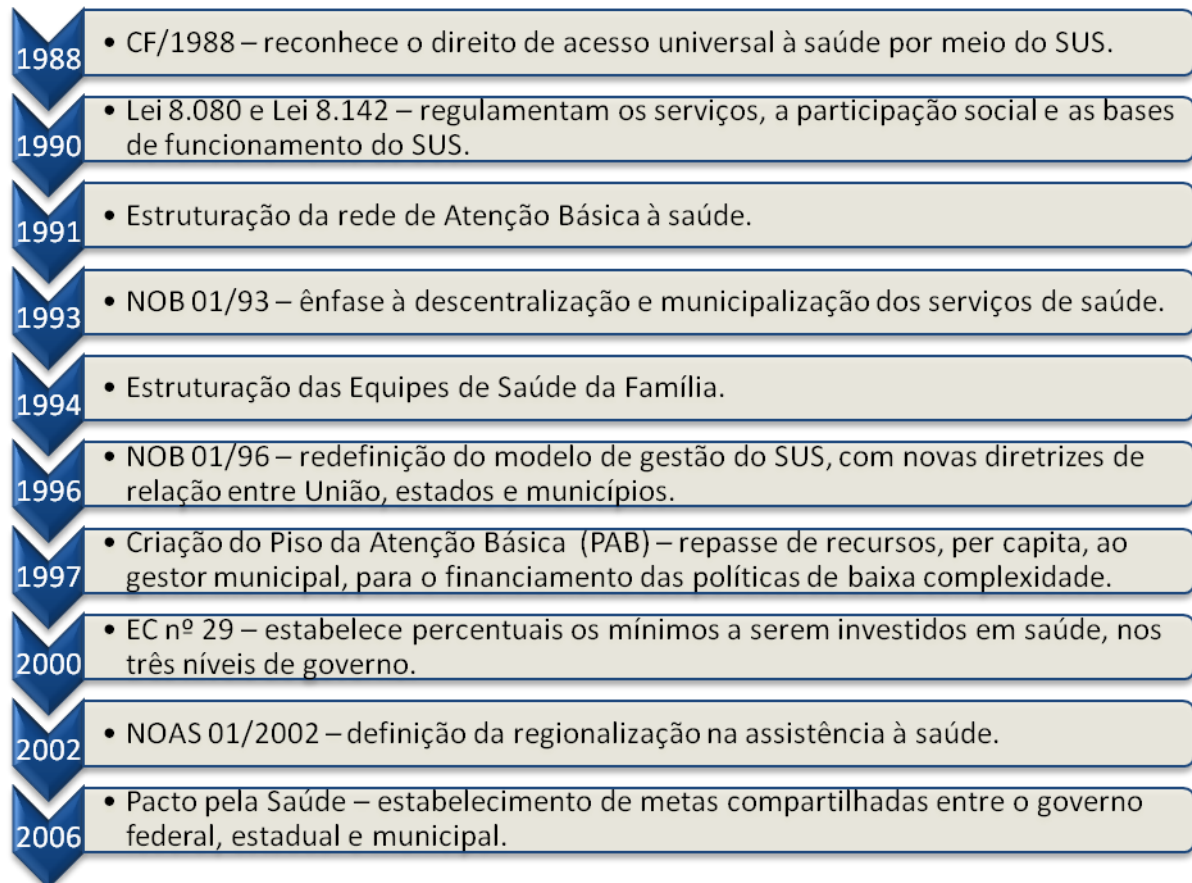 1988
• CF/1988 – reconhece o direito de acesso universal à saúde por meio do SUS.
1990
• Lei 8.080 e Lei 8.142 – regulamentam os serviços, a participação social e as bases
de funcionamento do SUS.
1991
• Estruturação da rede de Atenção Básica à saúde.
1993
• NOB 01/93 – ênfase à descentralização e municipalização dos serviços de saúde.
1994
• Estruturação das Equipes de Saúde da Família.
1996
• NOB 01/96 – redefinição do modelo de gestão do SUS, com novas diretrizes de
relação entre União, estados e municípios.
1997
• Criação do Piso da Atenção Básica (PAB) – repasse de recursos, per capita, ao
gestor municipal, para o financiamento das políticas de baixa complexidade.
2000
• EC nº 29 – estabelece percentuais os mínimos a serem investidos em saúde, nos
três níveis de governo.
2002
• NOAS 01/2002 – definição da regionalização na assistência à saúde.
2006
• Pacto pela Saúde – estabelecimento de metas compartilhadas entre o governo
federal, estadual e municipal.